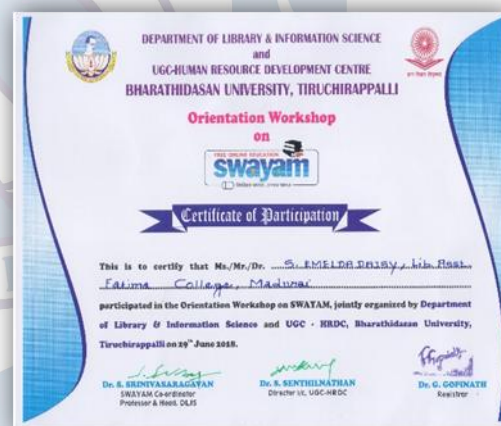 DEPARTMENT OF LIBRARY & INFORMATION SCIENCE
and
UGC-HUMAN RESOURCE DEVELOPMENT CENTRE
BHARATHIDASAN UNIVERSITY, TIRUCHIRAPPALLI
Orientation Workshop
on
FREE ONLINE EDUCATION
swayam
Certificate of Participation
This is to certify that Ms./Mr./Dr. S. EMELDA DAISY, Lib. Asst.
Fatima College, Madurai
participated in the Orientation Workshop on SWAYAM, jointly organized by Department
of Library & Information Science and UGC - HRDC, Bharathidasan University,
Tiruchirappalli on 29th June 2018.
Dr. S. SRINIVASARAGAVAN
SWAYAM Co-ordinator
Professor & Head, DLIS
Dr. S. SENTHILNATHAN
Director i/c, UGC-HRDC
Dr. G. GOPINATH
Registrar